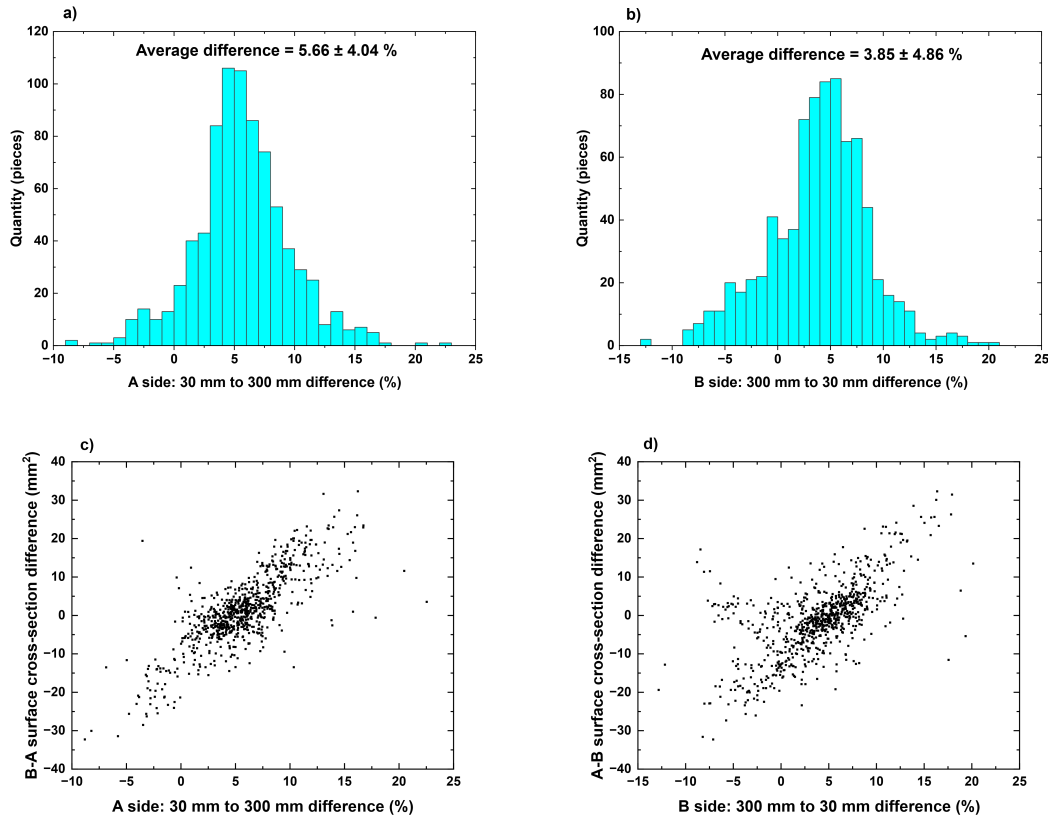 a)
Average difference = 5.66 ± 4.04 %
120
100
80
60
40
20
0
Quantity (pieces)
−10 −5 0 5 10 15 20 25
A side: 30 mm to 300 mm difference (%)
b)
Average difference = 3.85 ± 4.86 %
100
80
60
40
20
0
Quantity (pieces)
−15 −10 −5 0 5 10 15 20 25
B side: 300 mm to 30 mm difference (%)
c)
40
30
20
10
0
−10
−20
−30
−40
B-A surface cross-section difference (mm²)
−10 −5 0 5 10 15 20 25
A side: 30 mm to 300 mm difference (%)
d)
40
30
20
10
0
−10
−20
−30
−40
A-B surface cross-section difference (mm²)
−15 −10 −5 0 5 10 15 20 25
B side: 300 mm to 30 mm difference (%)